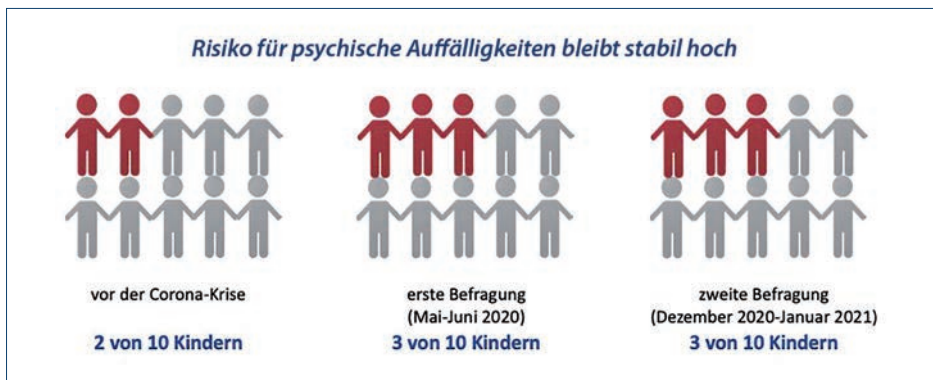 Risiko für psychische Auffälligkeiten bleibt stabil hoch
vor der Corona-Krise
2 von 10 Kindern
erste Befragung
(Mai-Juni 2020)
3 von 10 Kindern
zweite Befragung
(Dezember 2020-Januar 2021)
3 von 10 Kindern